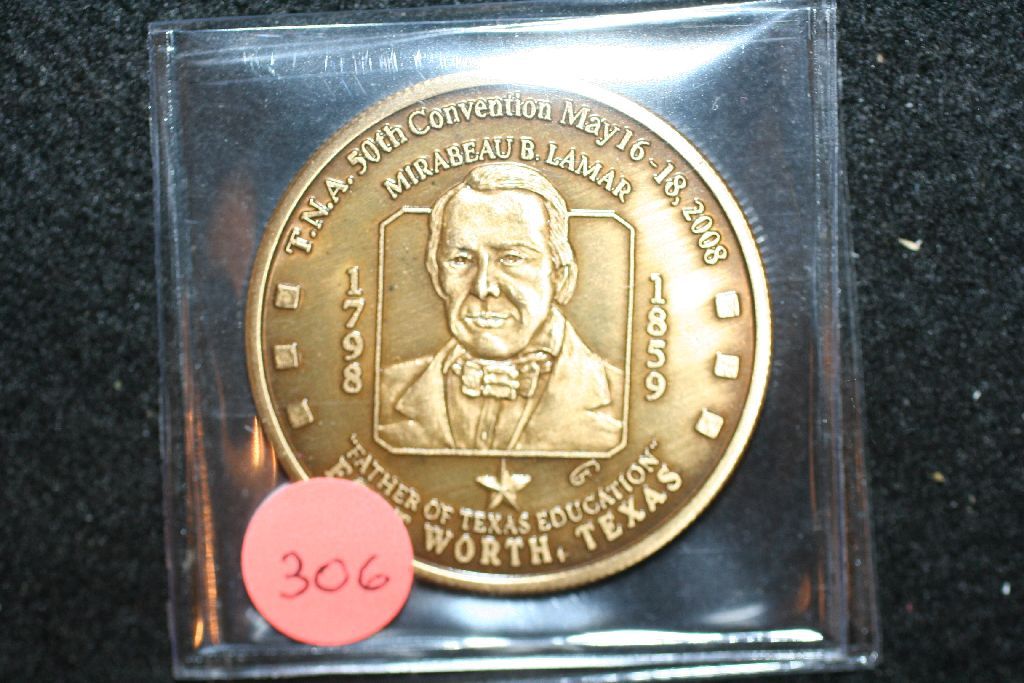 T.N.A. 50th Convention May 16-18, 2008
MIRABEAU B. LAMAR
1798
1859
"FATHER OF TEXAS EDUCATION"
WORTH, TEXAS
306